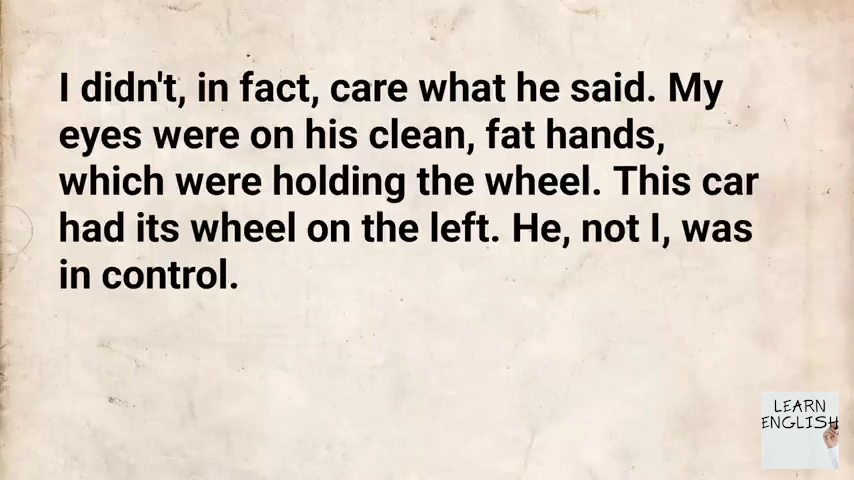 I didn't, in fact, care what he said. My
eyes were on his clean, fat hands,
which were holding the wheel. This car
had its wheel on the left. He, not I, was
in control.
LEARN
ENGLISH